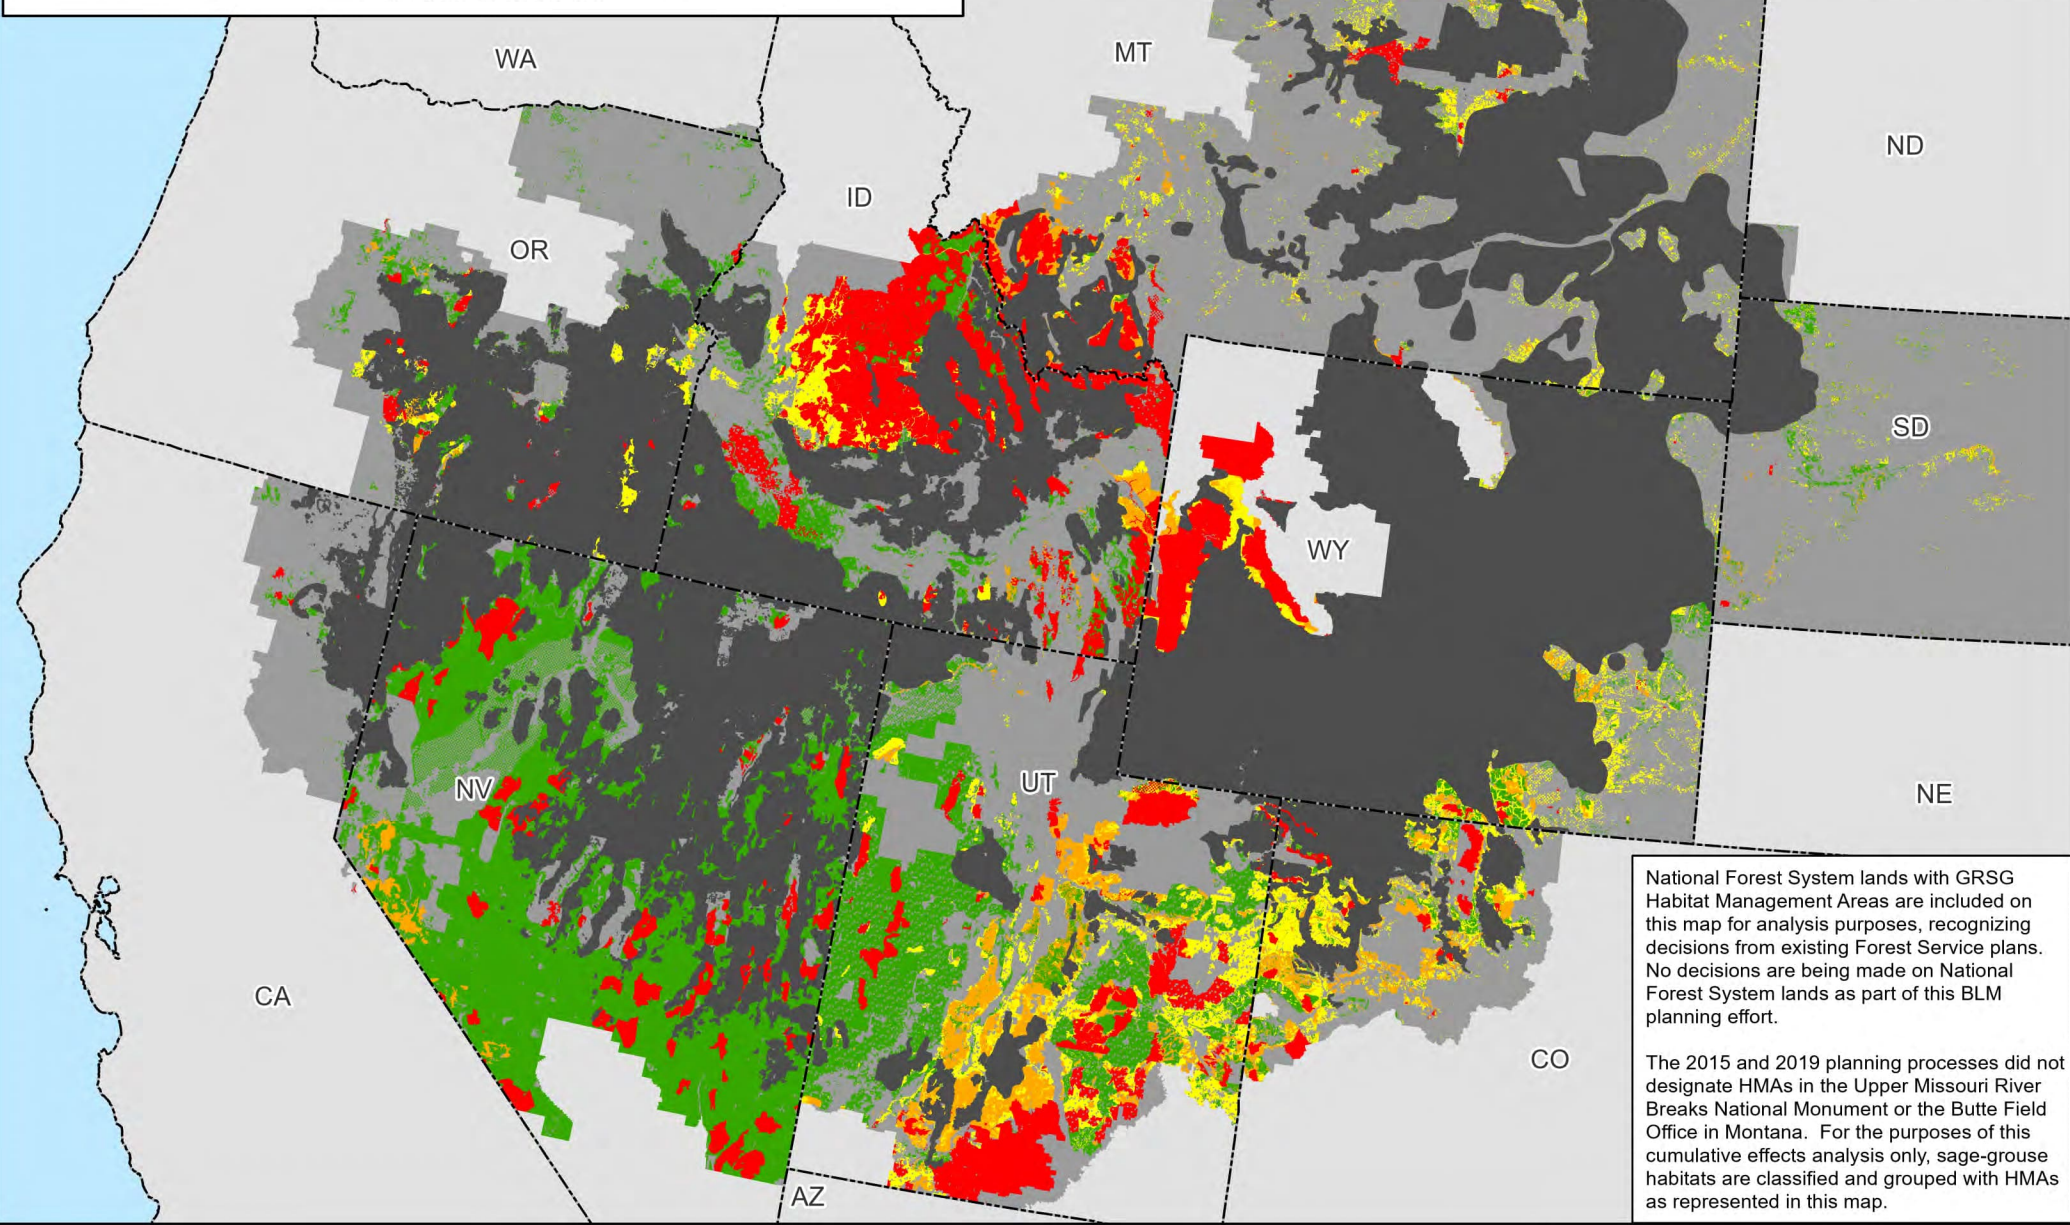 WA
MT
ND
ID
OR
SD
WY
NV
UT
NE
CA
CO
AZ
National Forest System lands with GRSG
Habitat Management Areas are included on
this map for analysis purposes, recognizing
decisions from existing Forest Service plans.
No decisions are being made on National
Forest System lands as part of this BLM
planning effort.
The 2015 and 2019 planning processes did not
designate HMAs in the Upper Missouri River
Breaks National Monument or the Butte Field
Office in Montana.  For the purposes of this
cumulative effects analysis only, sage-grouse
habitats are classified and grouped with HMAs
as represented in this map.